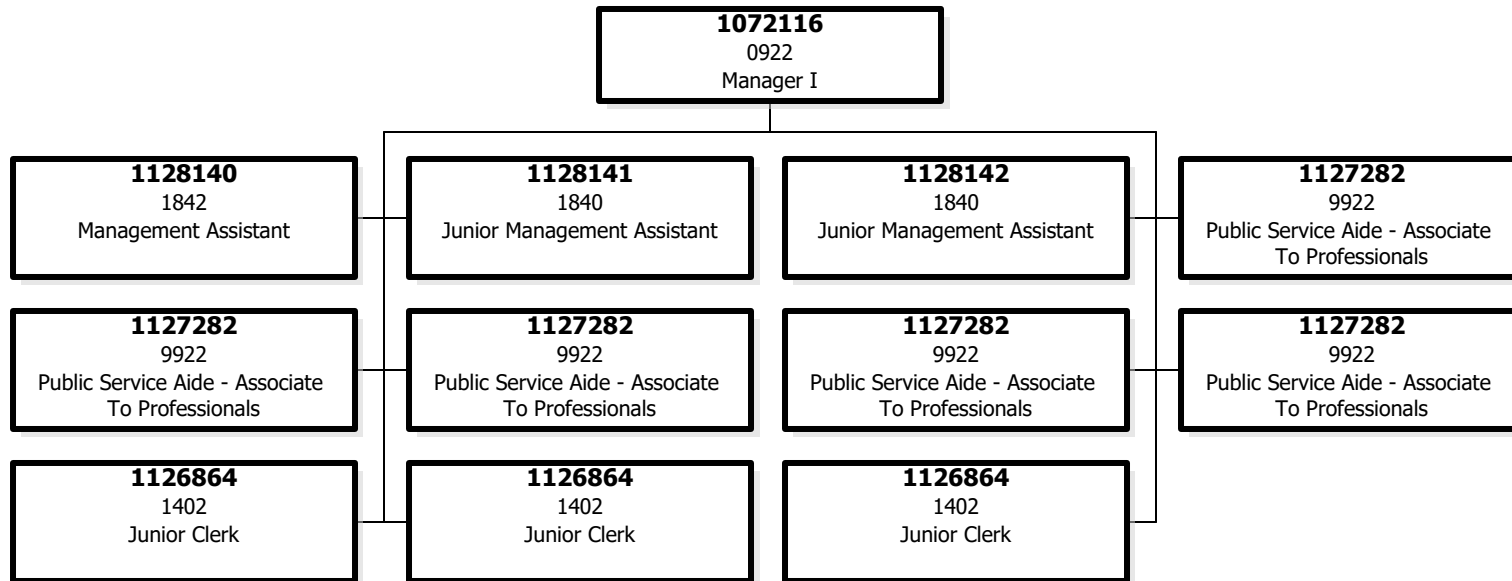 1072116
0922
Manager I
1128140
1842
Management Assistant
1128141
1840
Junior Management Assistant
1128142
1840
Junior Management Assistant
1127282
9922
Public Service Aide - Associate
To Professionals
1127282
9922
Public Service Aide - Associate
To Professionals
1127282
9922
Public Service Aide - Associate
To Professionals
1127282
9922
Public Service Aide - Associate
To Professionals
1127282
9922
Public Service Aide - Associate
To Professionals
1126864
1402
Junior Clerk
1126864
1402
Junior Clerk
1126864
1402
Junior Clerk